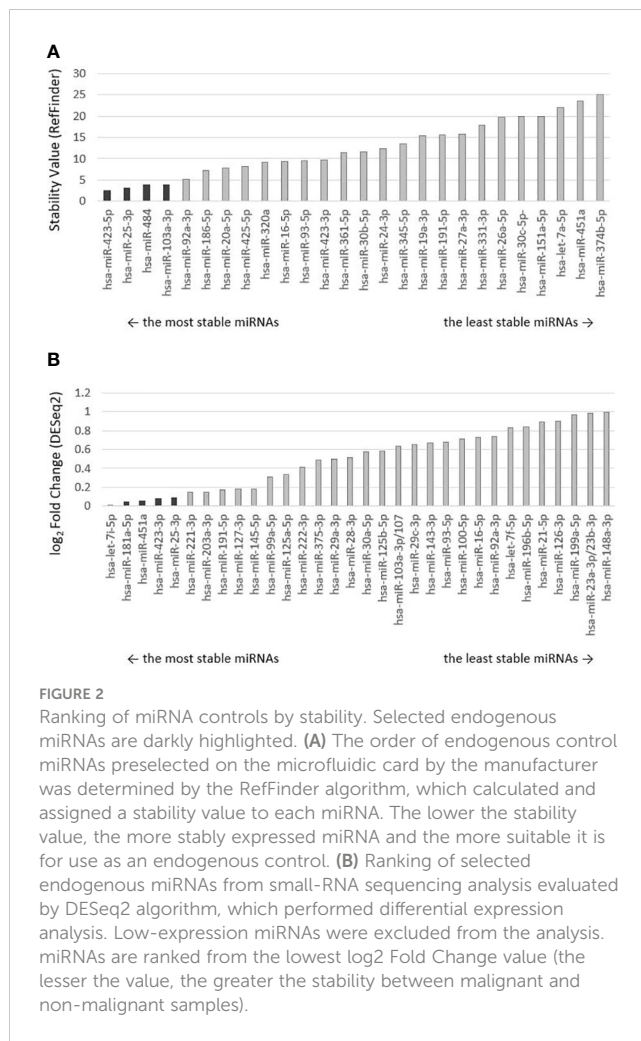 A
Stability Value (RefFinder)
30
25
20
15
10
5
0
hsa-miR-423-5p
hsa-miR-25-3p
hsa-miR-484
hsa-miR-103a-3p
hsa-miR-92a-3p
hsa-miR-186-5p
hsa-miR-20a-5p
hsa-miR-425-5p
hsa-miR-320a
hsa-miR-16-5p
hsa-miR-93-5p
hsa-miR-423-3p
hsa-miR-361-5p
hsa-miR-30b-5p
hsa-miR-24-3p
hsa-miR-345-5p
hsa-miR-19a-3p
hsa-miR-191-5p
hsa-miR-27a-3p
hsa-miR-331-3p
hsa-miR-26a-5p
hsa-miR-30c-5p-
hsa-miR-151a-5p
hsa-let-7a-5p
hsa-miR-451a
hsa-miR-374b-5p
← the most stable miRNAs
the least stable miRNAs →
B
log₂ Fold Change (DESeq2)
1.2
1
0.8
0.6
0.4
0.2
0
hsa-let-7i-5p
hsa-miR-181a-5p
hsa-miR-451a
hsa-miR-423-3p
hsa-miR-25-3p
hsa-miR-221-3p
hsa-miR-203a-3p
hsa-miR-191-5p
hsa-miR-127-3p
hsa-miR-145-5p
hsa-miR-99a-5p
hsa-miR-125a-5p
hsa-miR-222-3p
hsa-miR-375-3p
hsa-miR-29a-3p
hsa-miR-28-3p
hsa-miR-30a-5p
hsa-miR-125b-5p
hsa-miR-103a-3p/107
hsa-miR-29c-3p
hsa-miR-143-3p
hsa-miR-93-5p
hsa-miR-100-5p
hsa-miR-16-5p
hsa-miR-92a-3p
hsa-let-7f-5p
hsa-miR-196b-5p
hsa-miR-21-5p
hsa-miR-126-3p
hsa-miR-199a-5p
hsa-miR-23a-3p/23b-3p
hsa-miR-148a-3p
← the most stable miRNAs
the least stable miRNAs →
FIGURE 2
Ranking of miRNA controls by stability. Selected endogenous
miRNAs are darkly highlighted. (A) The order of endogenous control
miRNAs preselected on the microfluidic card by the manufacturer
was determined by the RefFinder algorithm, which calculated and
assigned a stability value to each miRNA. The lower the stability
value, the more stably expressed miRNA and the more suitable it is
for use as an endogenous control. (B) Ranking of selected
endogenous miRNAs from small-RNA sequencing analysis evaluated
by DESeq2 algorithm, which performed differential expression
analysis. Low-expression miRNAs were excluded from the analysis.
miRNAs are ranked from the lowest log2 Fold Change value (the
lesser the value, the greater the stability between malignant and
non-malignant samples).